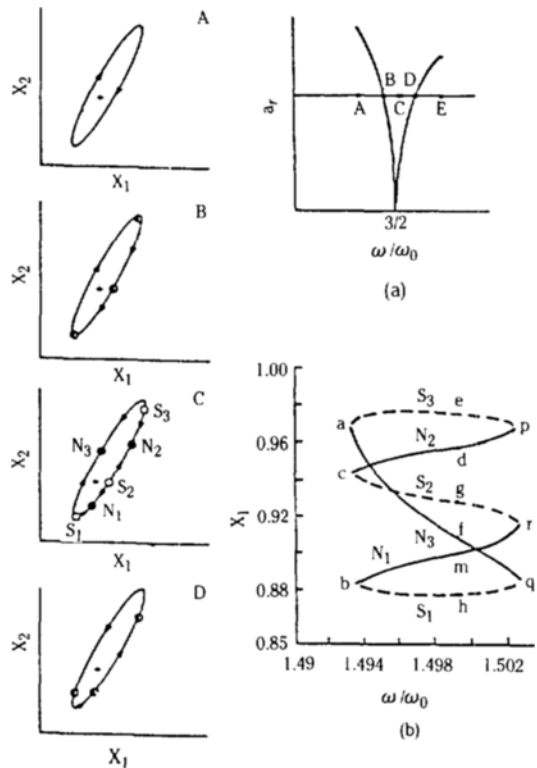 A
X2
X1
B
X2
X1
C
S3
N3
N2
X2
S2
S1
N1
X1
D
X2
X1
ar
B D
A C E
3/2
ω/ω0
(a)
1.00
S3 e
a
p
0.96
N2
d
c
S2 g
X1
0.92
f
r
N1
N3
m
b
q
0.88
S1 h
0.85
1.49 1.494 1.498 1.502
ω/ω0
(b)